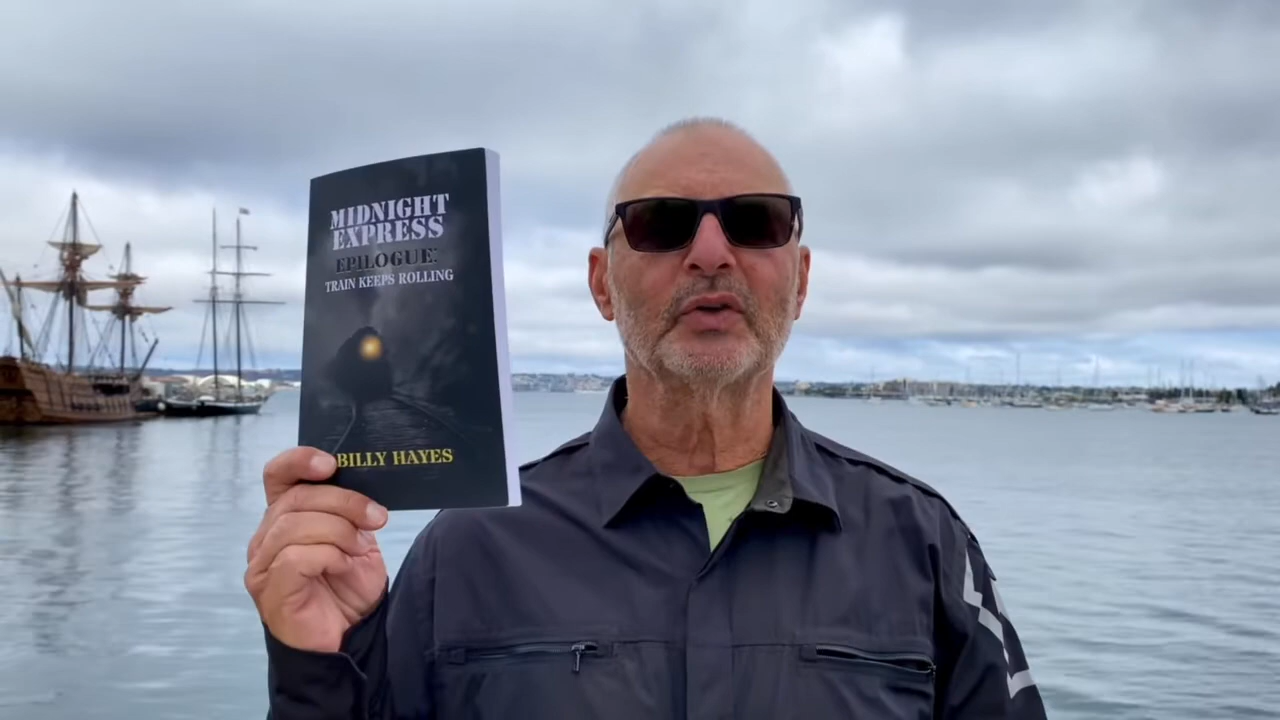 MIDNIGHT
EXPRESS
EPILOGUE:
TRAIN KEEPS ROLLING
BILLY HAYES